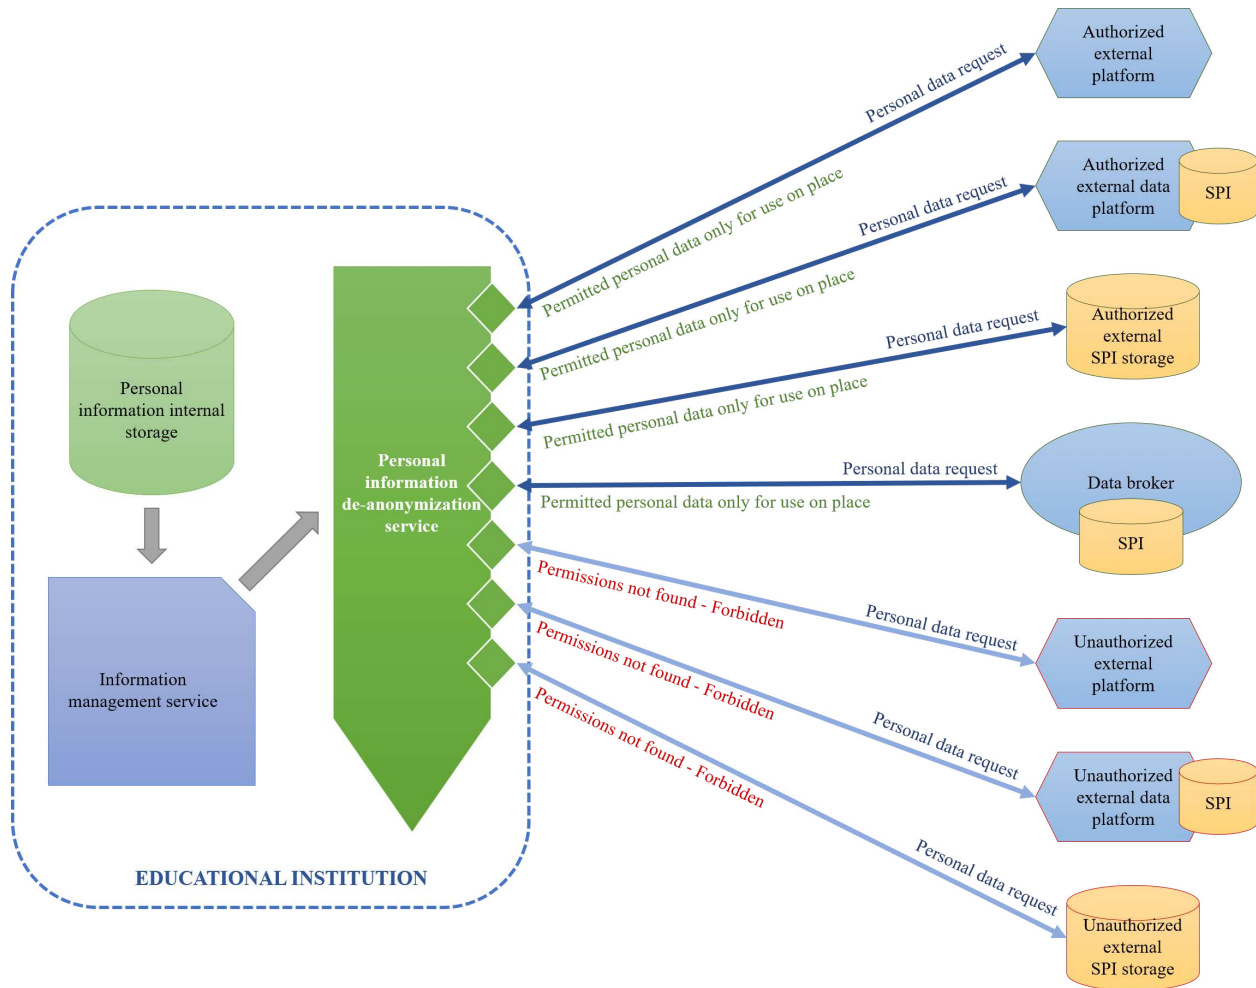 Authorized
external
platform
Personal data request
Permitted personal data only for use on place
Authorized
external data
platform
SPI
Personal data request
Permitted personal data only for use on place
Authorized
external
SPI storage
Personal data request
Permitted personal data only for use on place
Data broker
SPI
Personal data request
Permitted personal data only for use on place
Personal
information internal
storage
Personal
information
de-anonymization
service
Information
management service
EDUCATIONAL INSTITUTION
Permissions not found - Forbidden
Personal data request
Unauthorized
external
platform
Permissions not found - Forbidden
Personal data request
Unauthorized
external data
platform
SPI
Permissions not found - Forbidden
Personal data request
Unauthorized
external
SPI storage